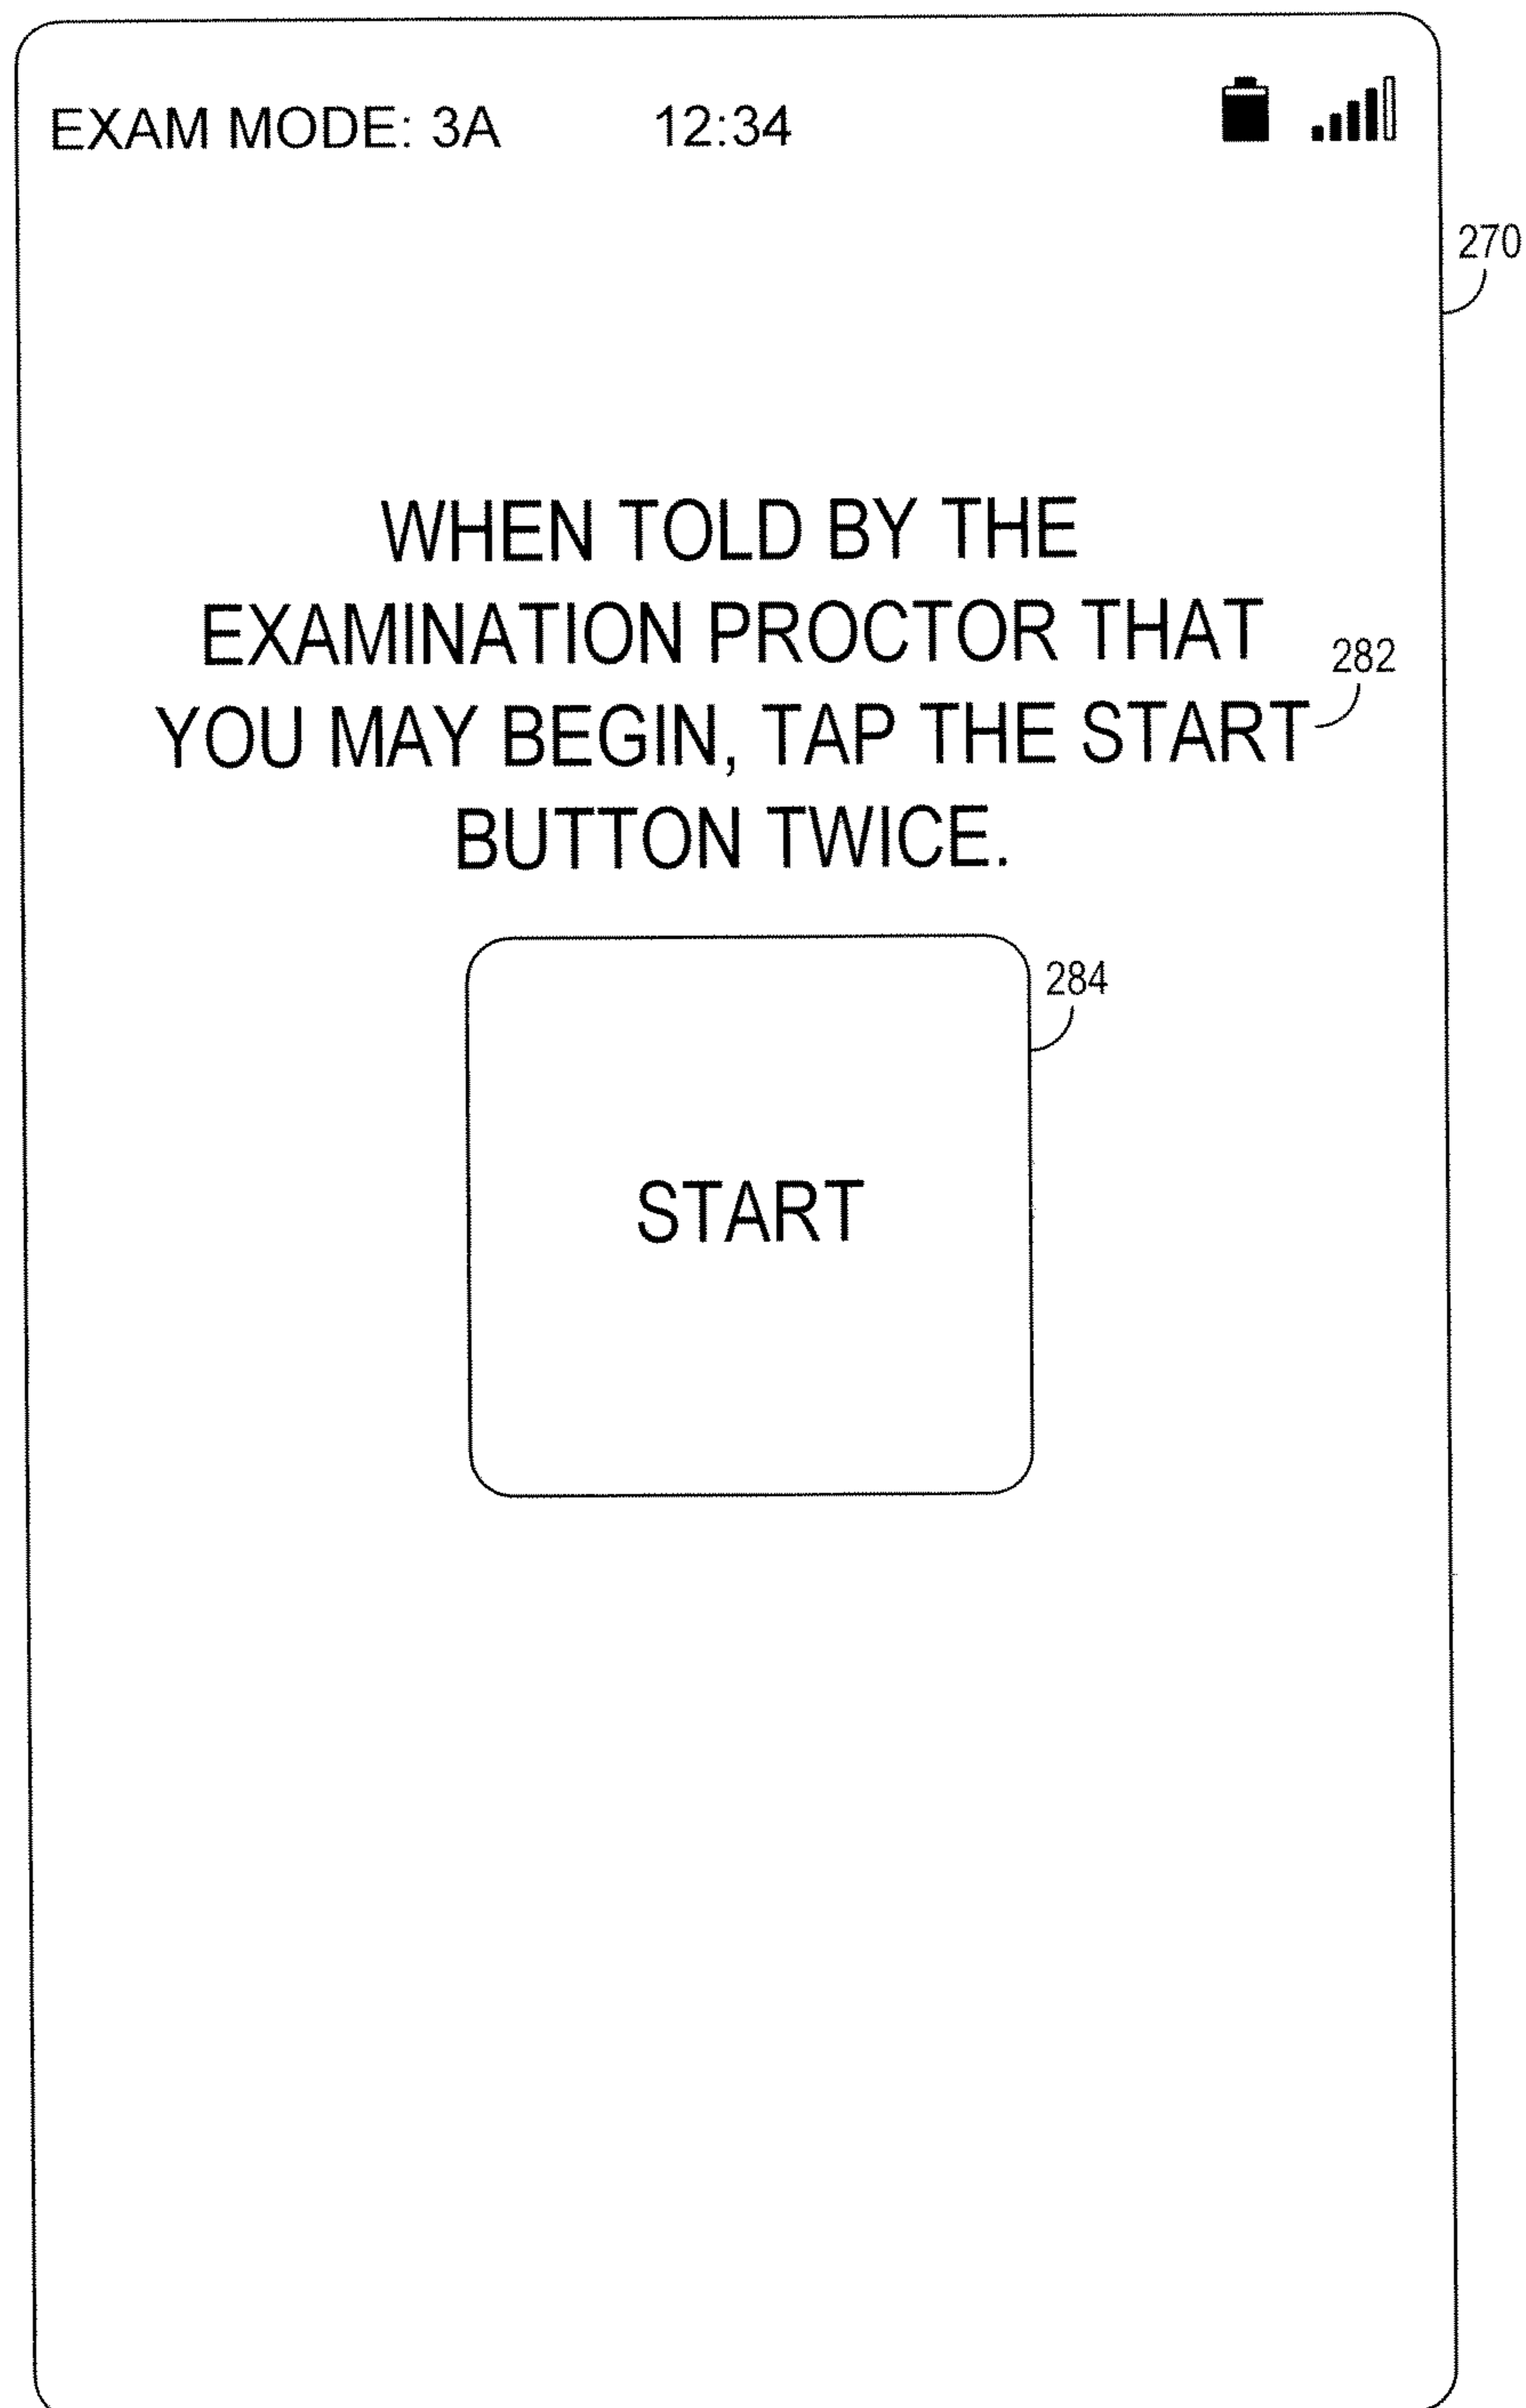 EXAM MODE: 3A 12:34
270
WHEN TOLD BY THE
EXAMINATION PROCTOR THAT
282
YOU MAY BEGIN, TAP THE START
BUTTON TWICE.
284
START